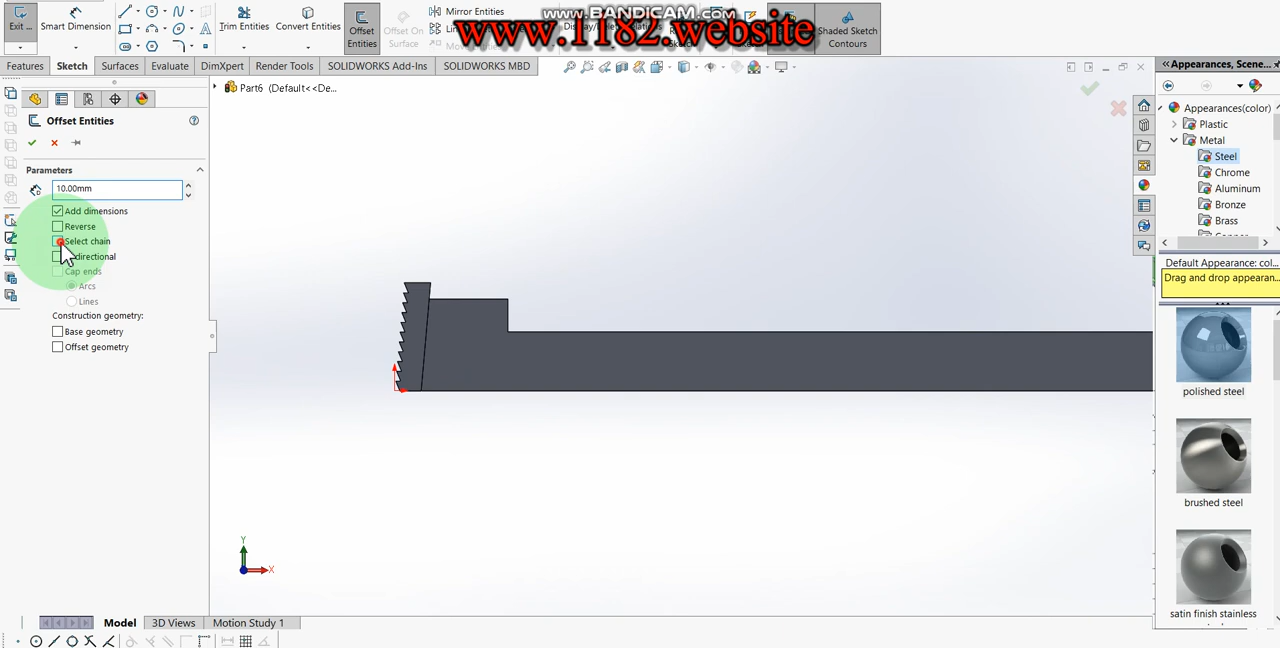 www.BANDICAM.com
www.1182.website
Exit ...
Smart Dimension
Trim Entities
Convert Entities
Offset Entities
Offset On Surface
Mirror Entities
Shaded Sketch Contours
Features
Sketch
Surfaces
Evaluate
DimXpert
Render Tools
SOLIDWORKS Add-Ins
SOLIDWORKS MBD
Part6 (Default<<De...
Offset Entities
Parameters
10.00mm
Add dimensions
Reverse
Select chain
Cap ends
Arcs
Lines
Construction geometry:
Base geometry
Offset geometry
Y
X
Model
3D Views
Motion Study 1
Appearances, Scene...
Appearances(color)
Plastic
Metal
Steel
Chrome
Aluminum
Bronze
Brass
Default Appearance: col...
Drag and drop appearan...
polished steel
brushed steel
satin finish stainless